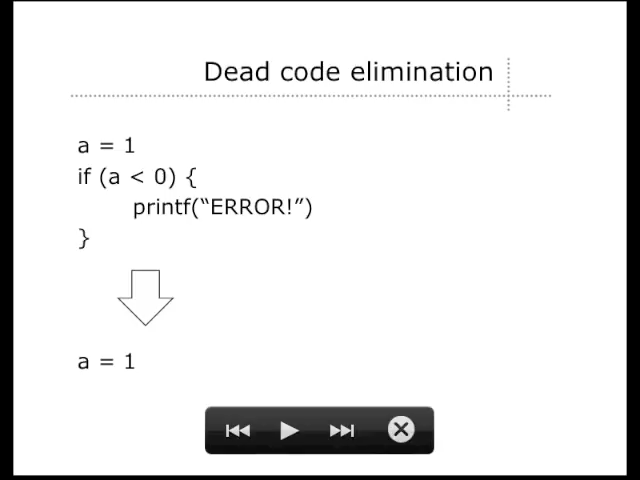 Dead code elimination
a = 1
if (a < 0) {
printf(“ERROR!”)
}
a = 1